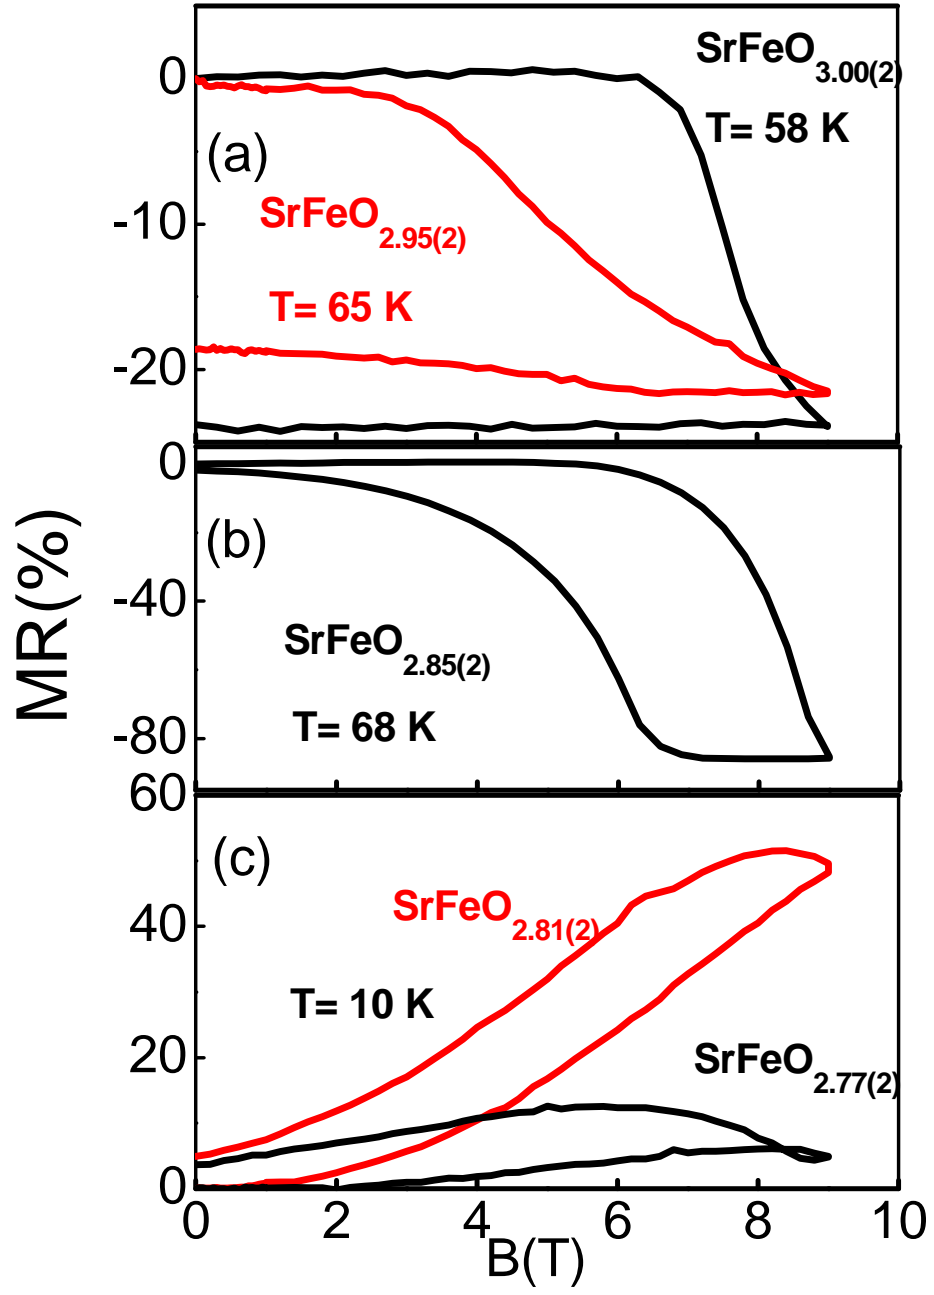 MR(%)
0
-10
-20
(a)
SrFeO3.00(2)
T= 58 K
SrFeO2.95(2)
T= 65 K
0
-40
-80
(b)
SrFeO2.85(2)
T= 68 K
60
60
40
20
0
(c)
SrFeO2.81(2)
T= 10 K
SrFeO2.77(2)
0 2 4 6 8 10
B(T)